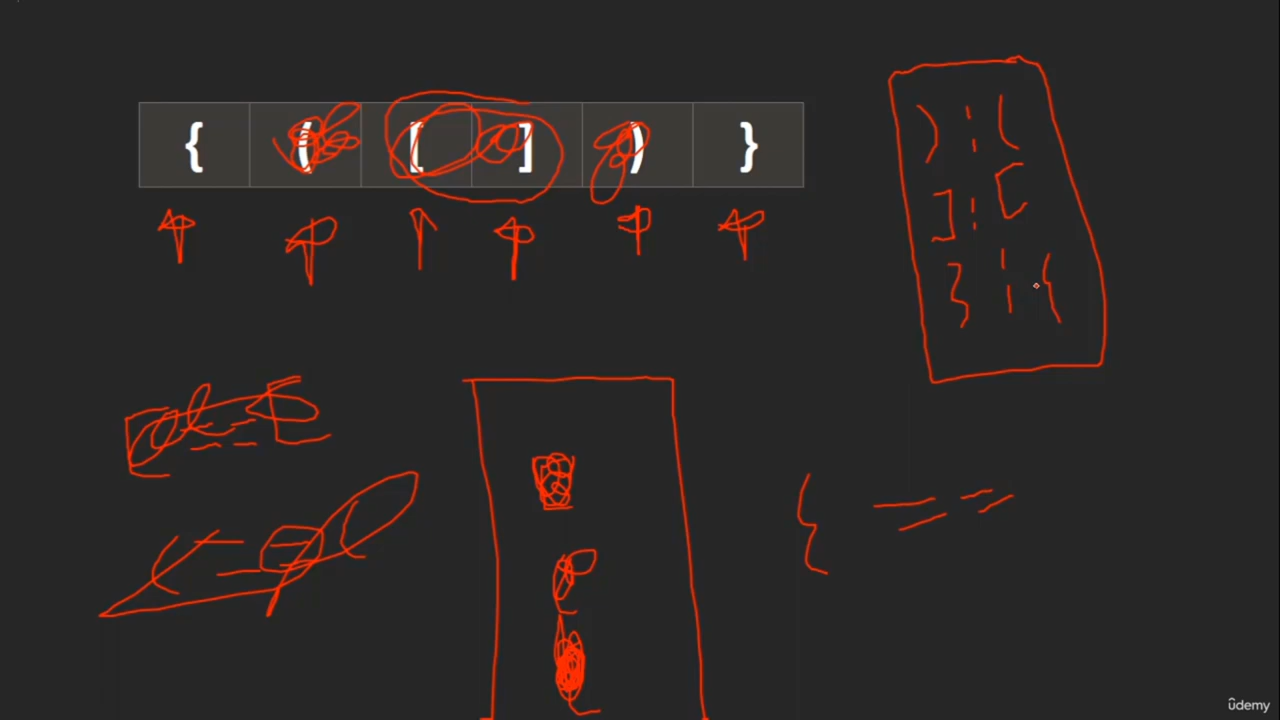 { ( [ ] ) }
) : (
] : [
} : {
[ == [
( == (
{ ==
ûdemy